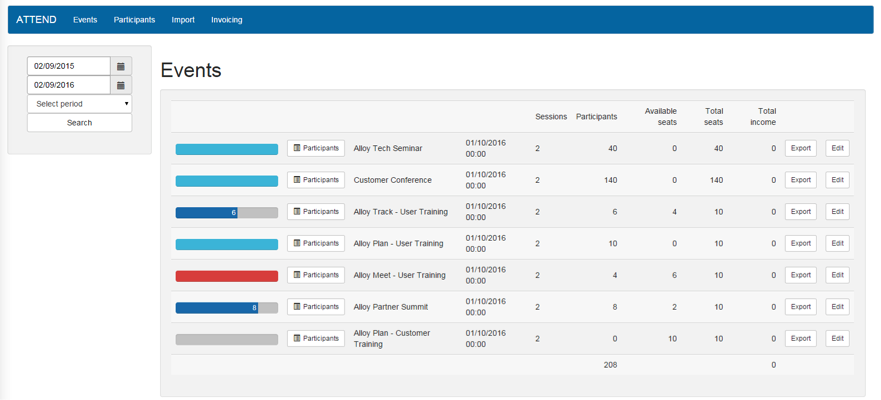 ATTEND Events Participants Import Invoicing
02/09/2015
02/09/2016
Select period
Search
Events
Sessions Participants Available seats Total seats Total income
Participants Alloy Tech Seminar 01/10/2016 00:00 2 40 0 40 0 Export Edit
Participants Customer Conference 01/10/2016 00:00 2 140 0 140 0 Export Edit
6 Participants Alloy Track - User Training 01/10/2016 00:00 2 6 4 10 0 Export Edit
Participants Alloy Plan - User Training 01/10/2016 00:00 2 10 0 10 0 Export Edit
Participants Alloy Meet - User Training 01/10/2016 00:00 2 4 6 10 0 Export Edit
8 Participants Alloy Partner Summit 01/10/2016 00:00 2 8 2 10 0 Export Edit
Participants Alloy Plan - Customer Training 01/10/2016 00:00 2 0 10 10 0 Export Edit
208 0